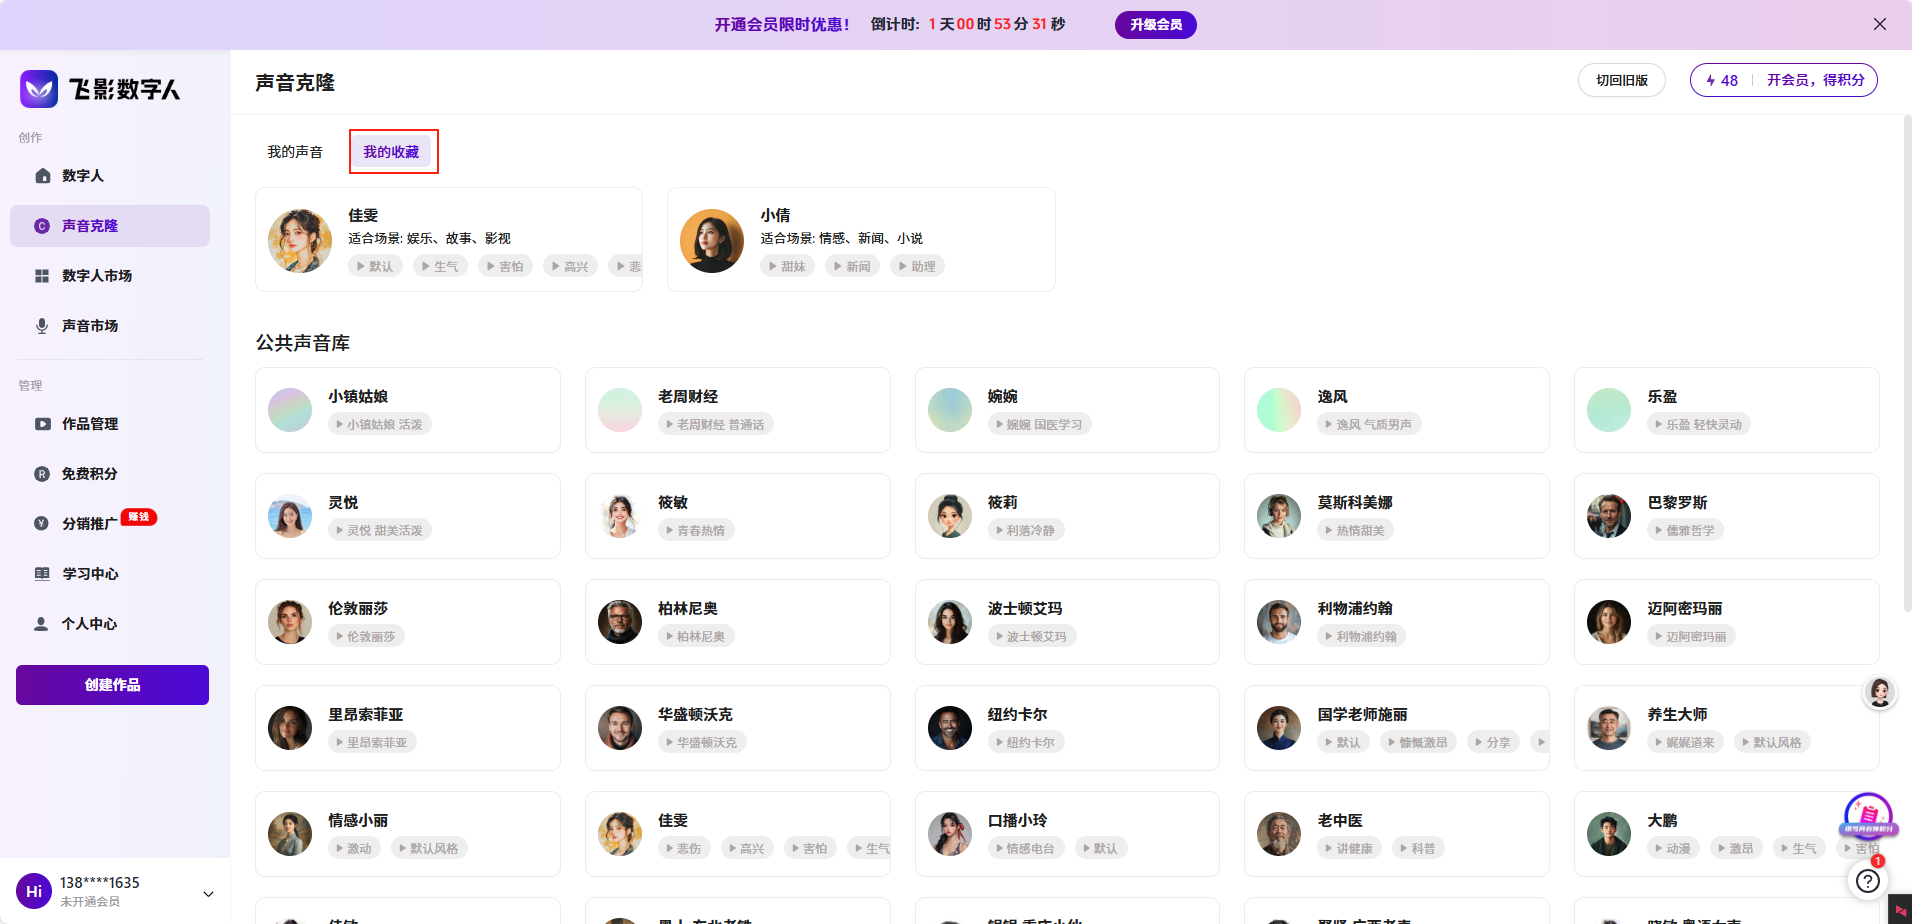 开通会员限时优惠！ 倒计时: 1 天 00 时 53 分 31 秒 升级会员
飞影数字人
声音克隆
切回旧版
48 开会员，得积分
创作
数字人
声音克隆
数字人市场
声音市场
管理
作品管理
免费积分
分销推广 赚钱
学习中心
个人中心
创建作品
Hi 138****1635
未开通会员
我的声音 我的收藏
佳雯
适合场景: 娱乐、故事、影视
默认 生气 害怕 高兴 悲
小倩
适合场景: 情感、新闻、小说
甜妹 新闻 助理
公共声音库
小镇姑娘
小镇姑娘 活泼
老周财经
老周财经 普通话
婉婉
婉婉 国医学习
逸风
逸风 气质男声
乐盈
乐盈 轻快灵动
灵悦
灵悦 甜美活泼
筱敏
青春热情
筱莉
利落冷静
莫斯科美娜
热情甜美
巴黎罗斯
儒雅哲学
伦敦丽莎
伦敦丽莎
柏林尼奥
柏林尼奥
波士顿艾玛
波士顿艾玛
利物浦约翰
利物浦约翰
迈阿密玛丽
迈阿密玛丽
里昂索菲亚
里昂索菲亚
华盛顿沃克
华盛顿沃克
纽约卡尔
纽约卡尔
国学老师施丽
默认 慷慨激昂 分享
养生大师
娓娓道来 默认风格
情感小丽
激动 默认风格
佳雯
悲伤 高兴 害怕 生气
口播小玲
情感电台 默认
老中医
讲健康 科普
大鹏
动漫 激昂 生气 害怕
1